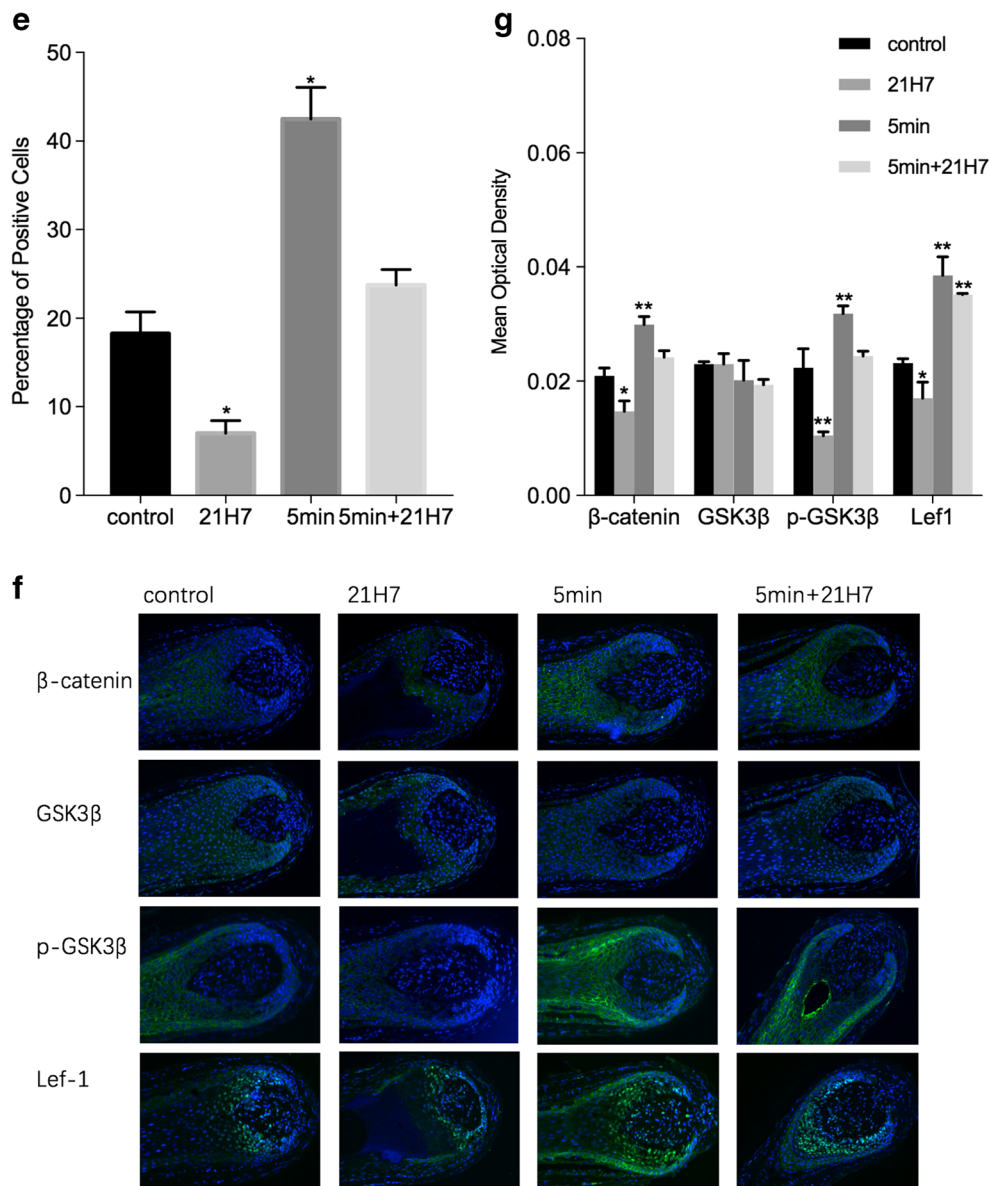 e
50
40
30
20
10
0
Percentage of Positive Cells
*
*
control 21H7 5min 5min+21H7
g
0.08
0.06
0.04
0.02
0.00
Mean Optical Density
control
21H7
5min
5min+21H7
* ** ** ** * ** **
β-catenin GSK3β p-GSK3β Lef1
f
control 21H7 5min 5min+21H7
β-catenin
GSK3β
p-GSK3β
Lef-1